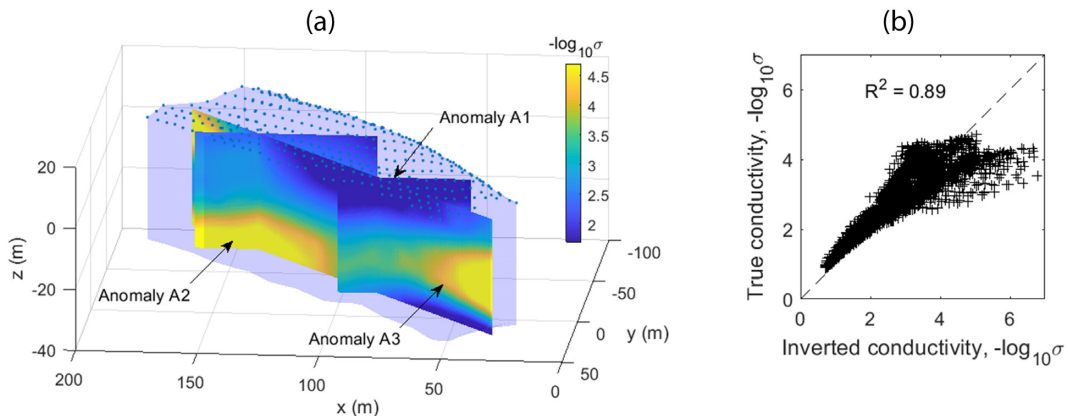 (a)
-log10σ
4.5
4
3.5
3
2.5
2
Anomaly A1
Anomaly A2
Anomaly A3
20
0
-20
-40
z (m)
200
150
100
50
0
x (m)
-100
-50
0
50
y (m)
(b)
R2 = 0.89
True conductivity, -log10σ
6
4
2
0
0
2
4
6
Inverted conductivity, -log10σ